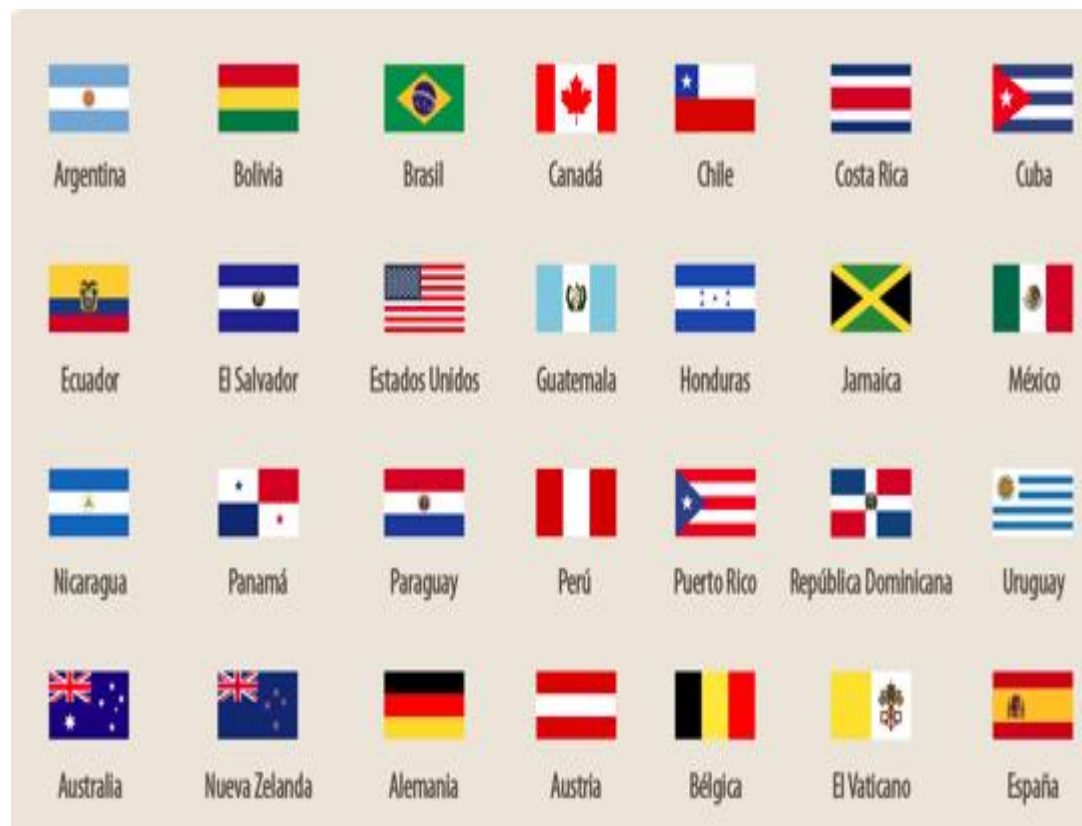 Argentina Bolivia Brasil Canadá Chile Costa Rica Cuba
Ecuador El Salvador Estados Unidos Guatemala Honduras Jamaica México
Nicaragua Panamá Paraguay Perú Puerto Rico República Dominicana Uruguay
Australia Nueva Zelanda Alemania Austria Bélgica El Vaticano España